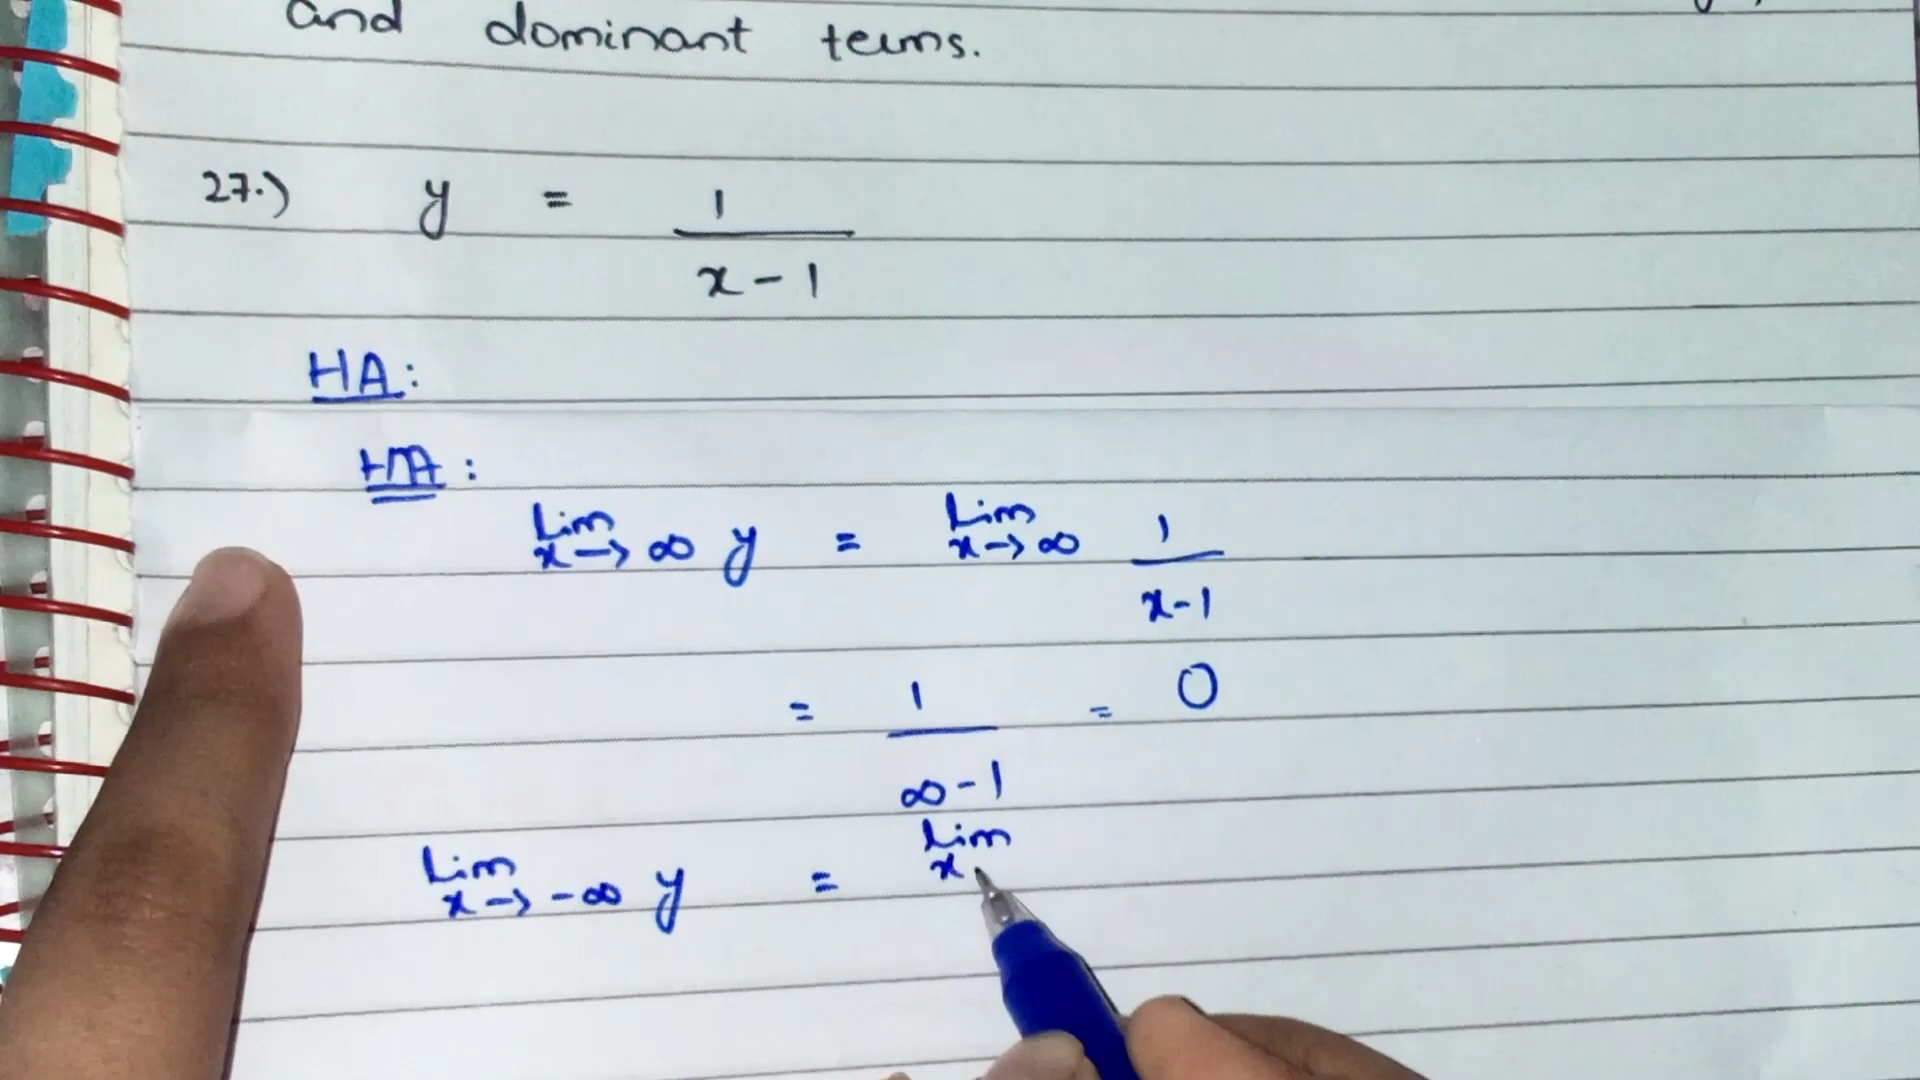 and dominant terms.
27.) y = 1 / x - 1
HA:
HA:
Lim x → ∞ y = Lim x → ∞ 1 / x - 1
= 1 / ∞ - 1 = 0
Lim x → -∞ y = Lim x